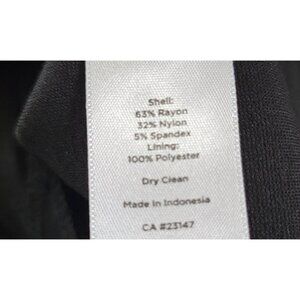 Shell:
63% Rayon
32% Nylon
5% Spandex
Lining:
100% Polyester
Dry Clean
Made in Indonesia
CA #23147